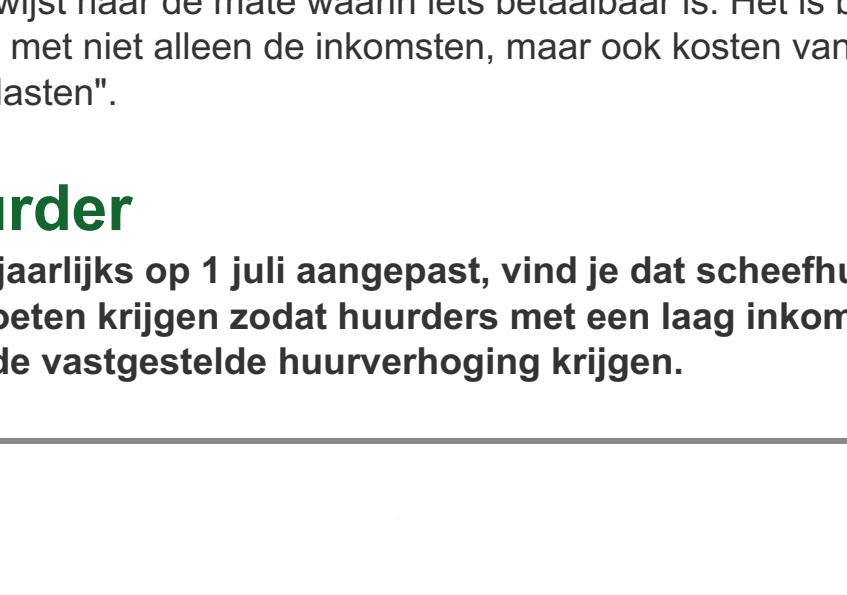 wijst naar de mate waarin iets betaalbaar is. Het is b
met niet alleen de inkomsten, maar ook kosten van
lasten".
urder
jaarlijks op 1 juli aangepast, vind je dat scheefhu
oeten krijgen zodat huurders met een laag inkom
de vastgestelde huurverhoging krijgen.